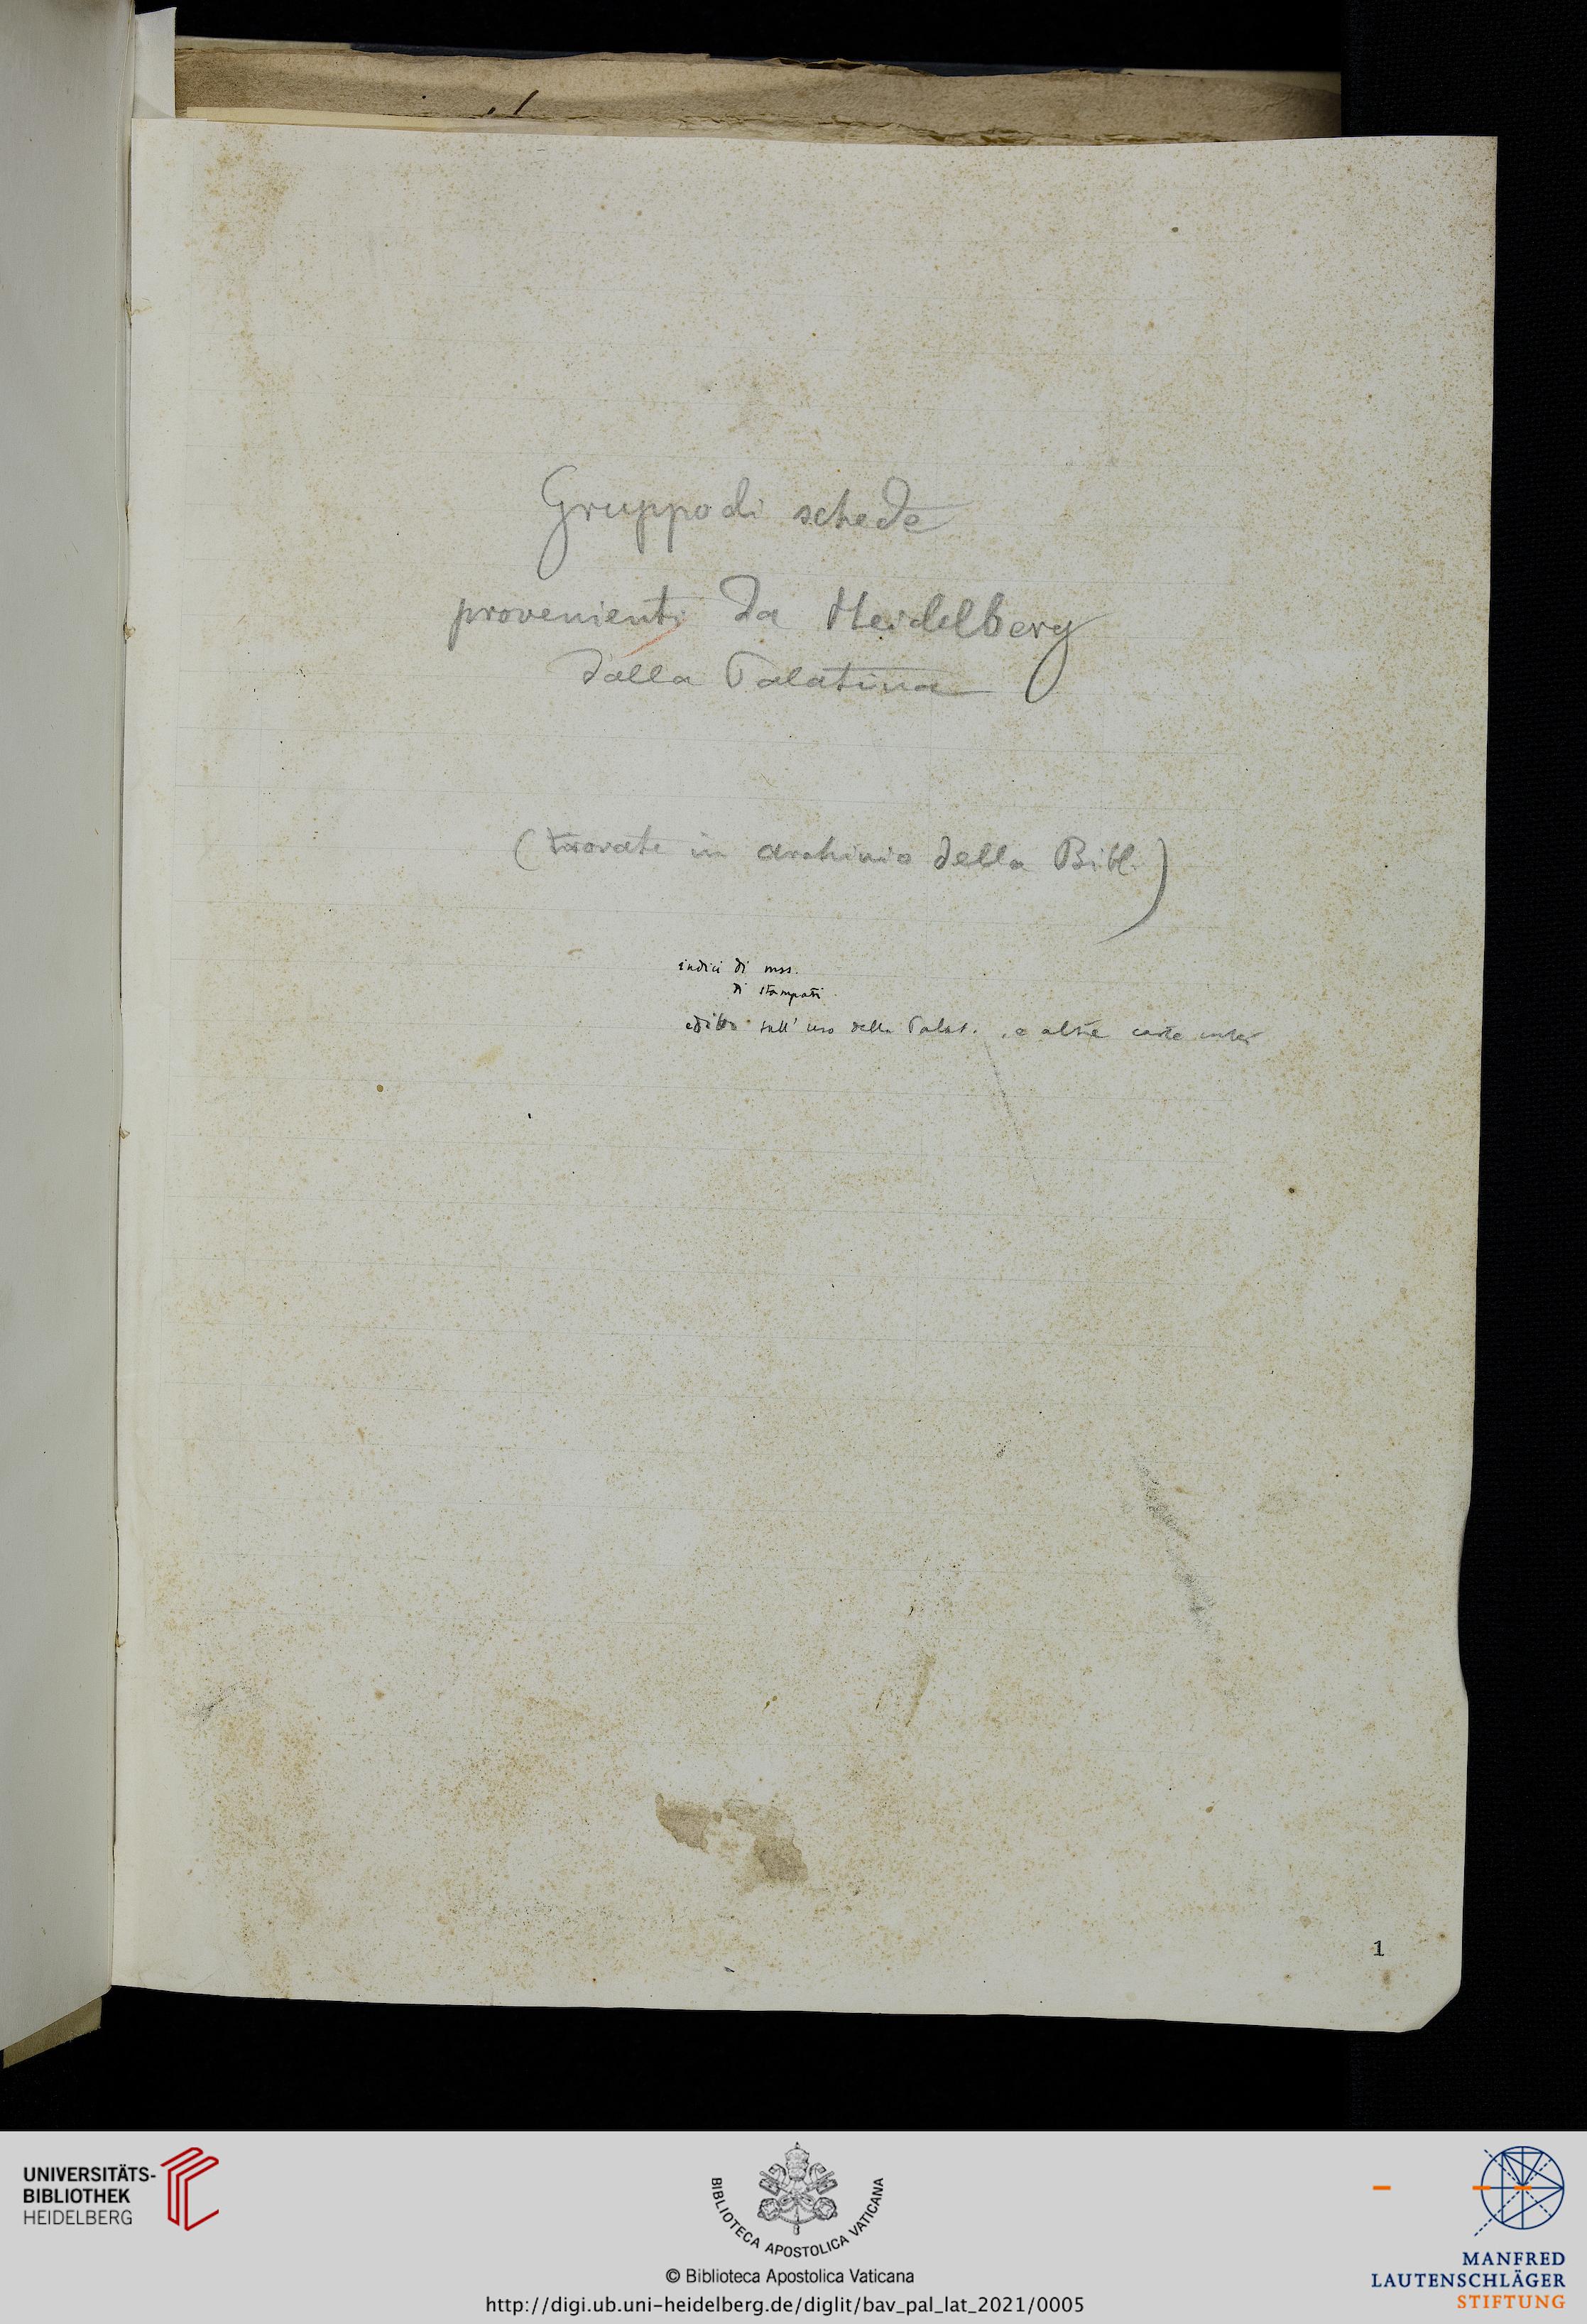 Gruppo di schede
provenienti da Heidelberg
dalla Palatina
(trovate in archivio della Bibl.)
indici di mss.
di stampati
editto sull' uso della Palat. , e altre carte
1
UNIVERSITÄTS-
BIBLIOTHEK
HEIDELBERG
BIBLIOTECA APOSTOLICA VATICANA
© Biblioteca Apostolica Vaticana
http://digi.ub.uni-heidelberg.de/diglit/bav_pal_lat_2021/0005
MANFRED
LAUTENSCHLÄGER
STIFTUNG